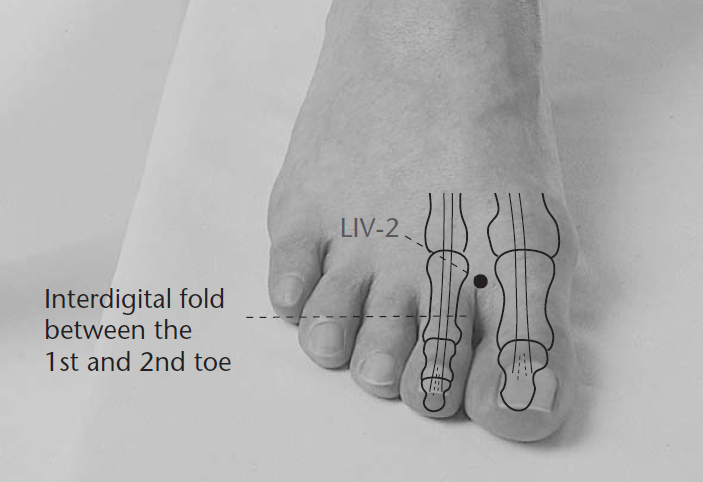 LIV-2
Interdigital fold
between the
1st and 2nd toe